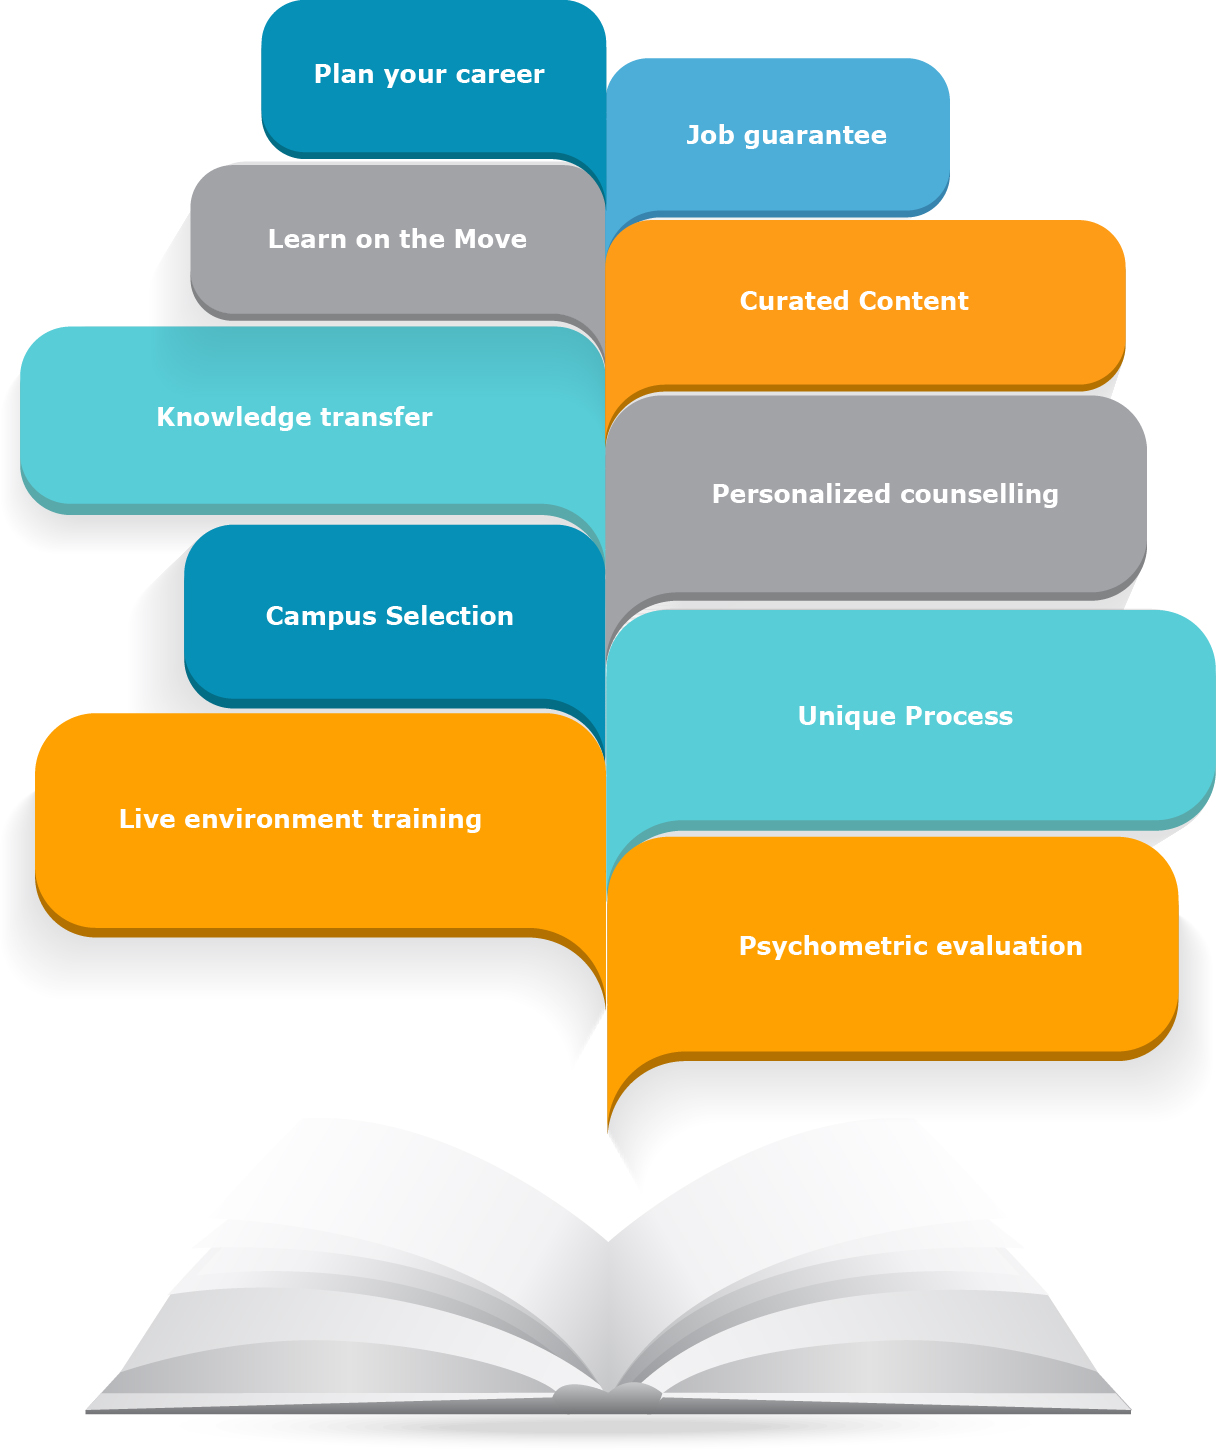 Plan your career
Job guarantee
Learn on the Move
Curated Content
Knowledge transfer
Personalized counselling
Campus Selection
Unique Process
Live environment training
Psychometric evaluation